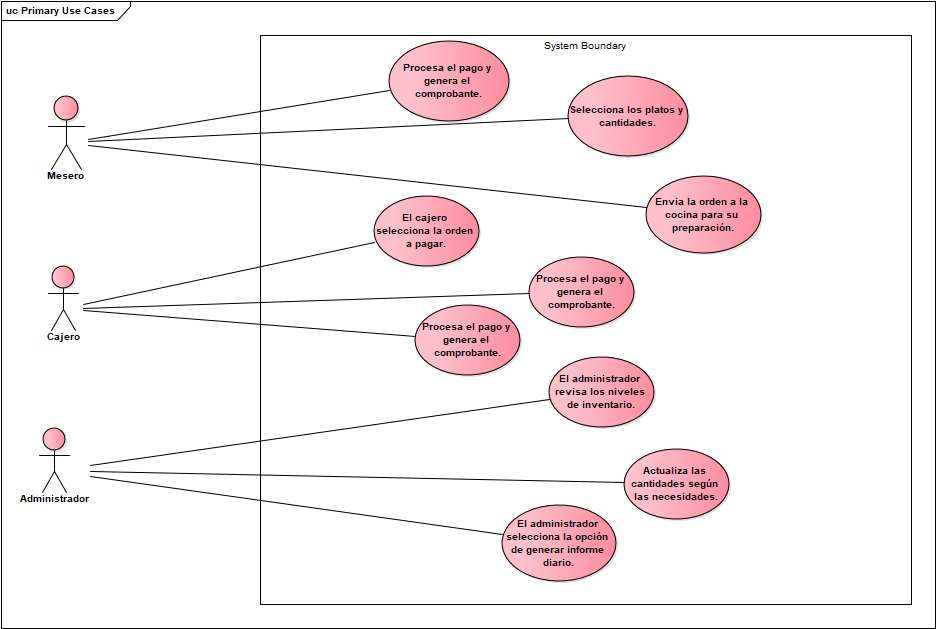 uc Primary Use Cases
System Boundary
Procesa el pago y
genera el
comprobante.
Selecciona los platos y
cantidades.
Mesero
Envia la orden a la
cocina para su
preparación.
El cajero
selecciona la orden
a pagar.
Procesa el pago y
genera el
comprobante.
Cajero
Procesa el pago y
genera el
comprobante.
El administrador
revisa los niveles
de inventario.
Actualiza las
cantidades según
las necesidades.
Administrador
El administrador
selecciona la opción
de generar informe
diario.